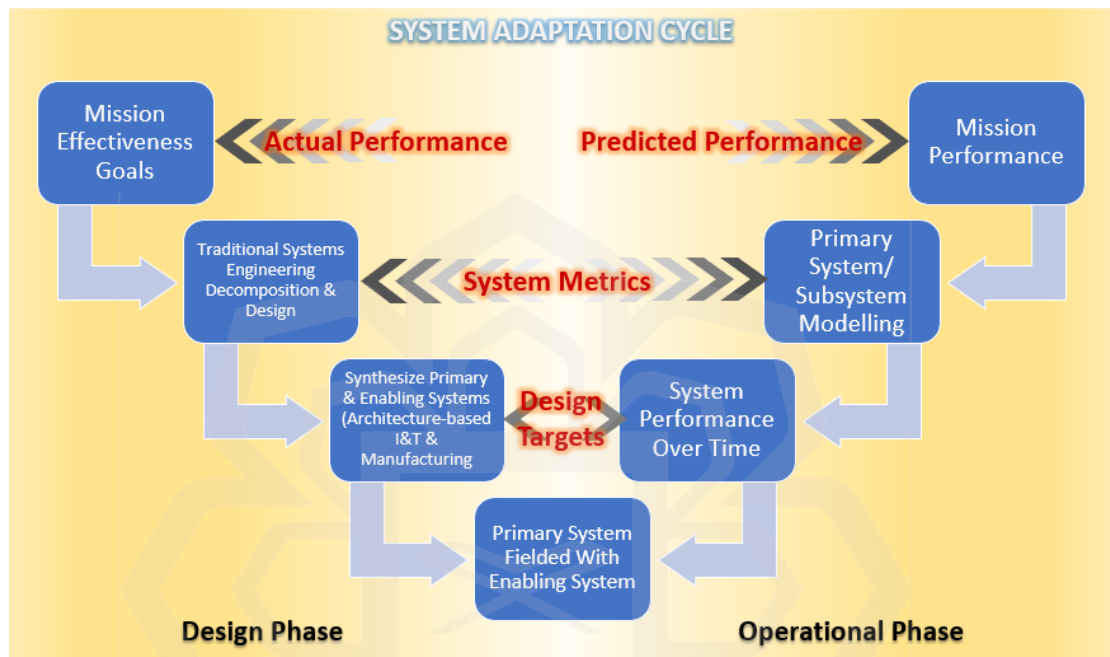 SYSTEM ADAPTATION CYCLE
Mission
Effectiveness
Goals
Actual Performance
Predicted Performance
Mission
Performance
Traditional Systems
Engineering
Decomposition &
Design
System Metrics
Primary
System/
Subsystem
Modelling
Synthesize Primary
& Enabling Systems
(Architecture-based
I&T &
Manufacturing
Design
Targets
System
Performance
Over Time
Primary System
Fielded With
Enabling System
Design Phase
Operational Phase